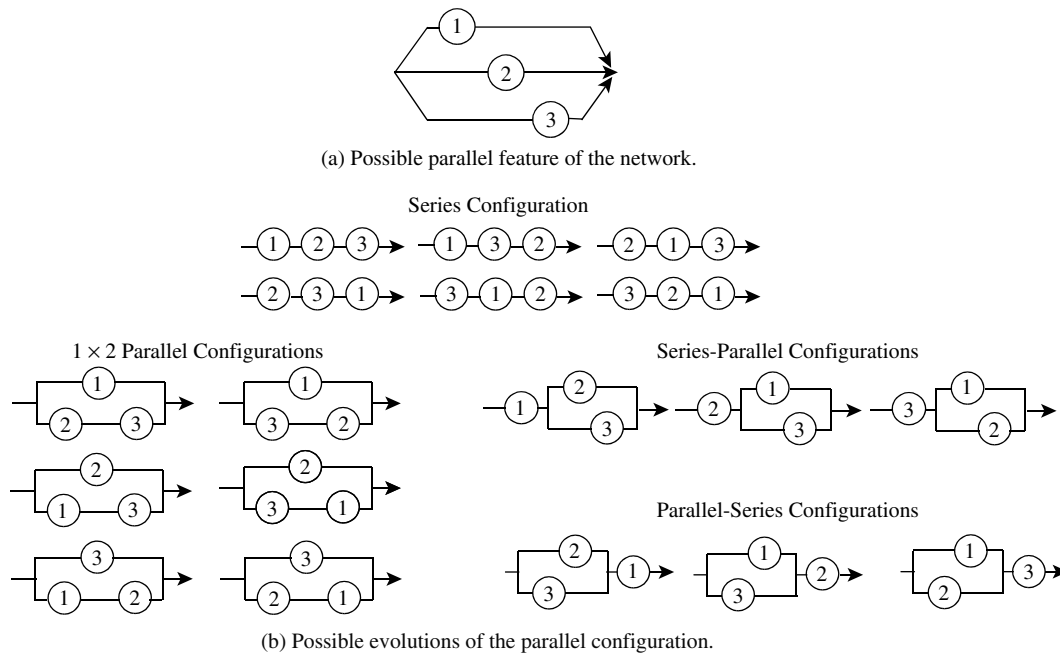 1
2
3
(a) Possible parallel feature of the network.
Series Configuration
1 2 3 1 3 2 2 1 3
2 3 1 3 1 2 3 2 1
1 × 2 Parallel Configurations
1 1
2 3 3 2
2 2
1 3 3 1
3 3
1 2 2 1
Series-Parallel Configurations
2 1 1
1 2 3
3 3 2
Parallel-Series Configurations
2 1 1
1 2 3
3 3 2
(b) Possible evolutions of the parallel configuration.